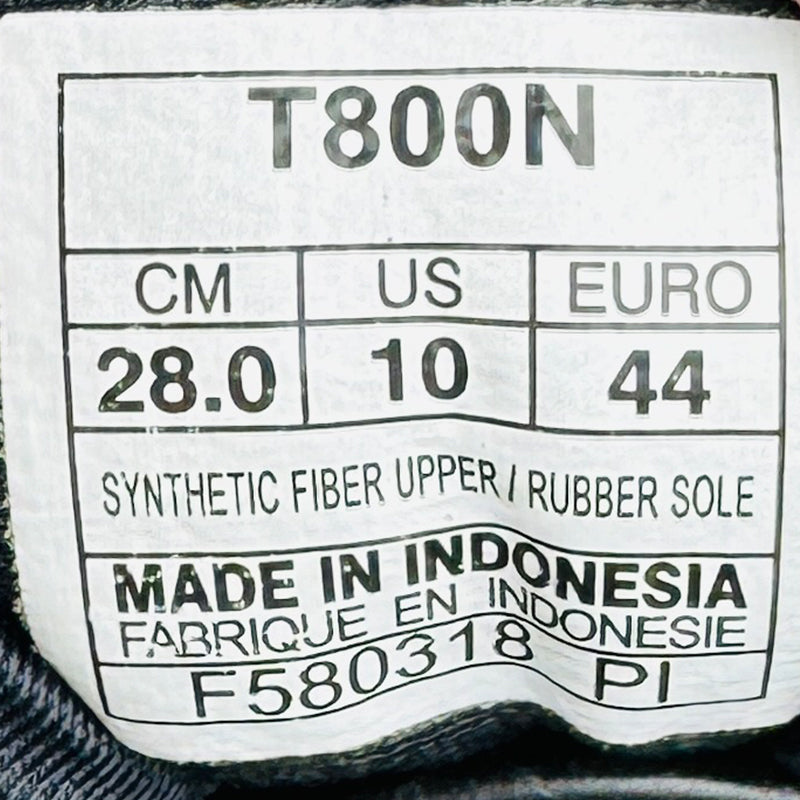 T800N
CM US EURO
28.0 10 44
SYNTHETIC FIBER UPPER / RUBBER SOLE
MADE IN INDONESIA
FABRIQUE EN INDONESIE
F580318 PI